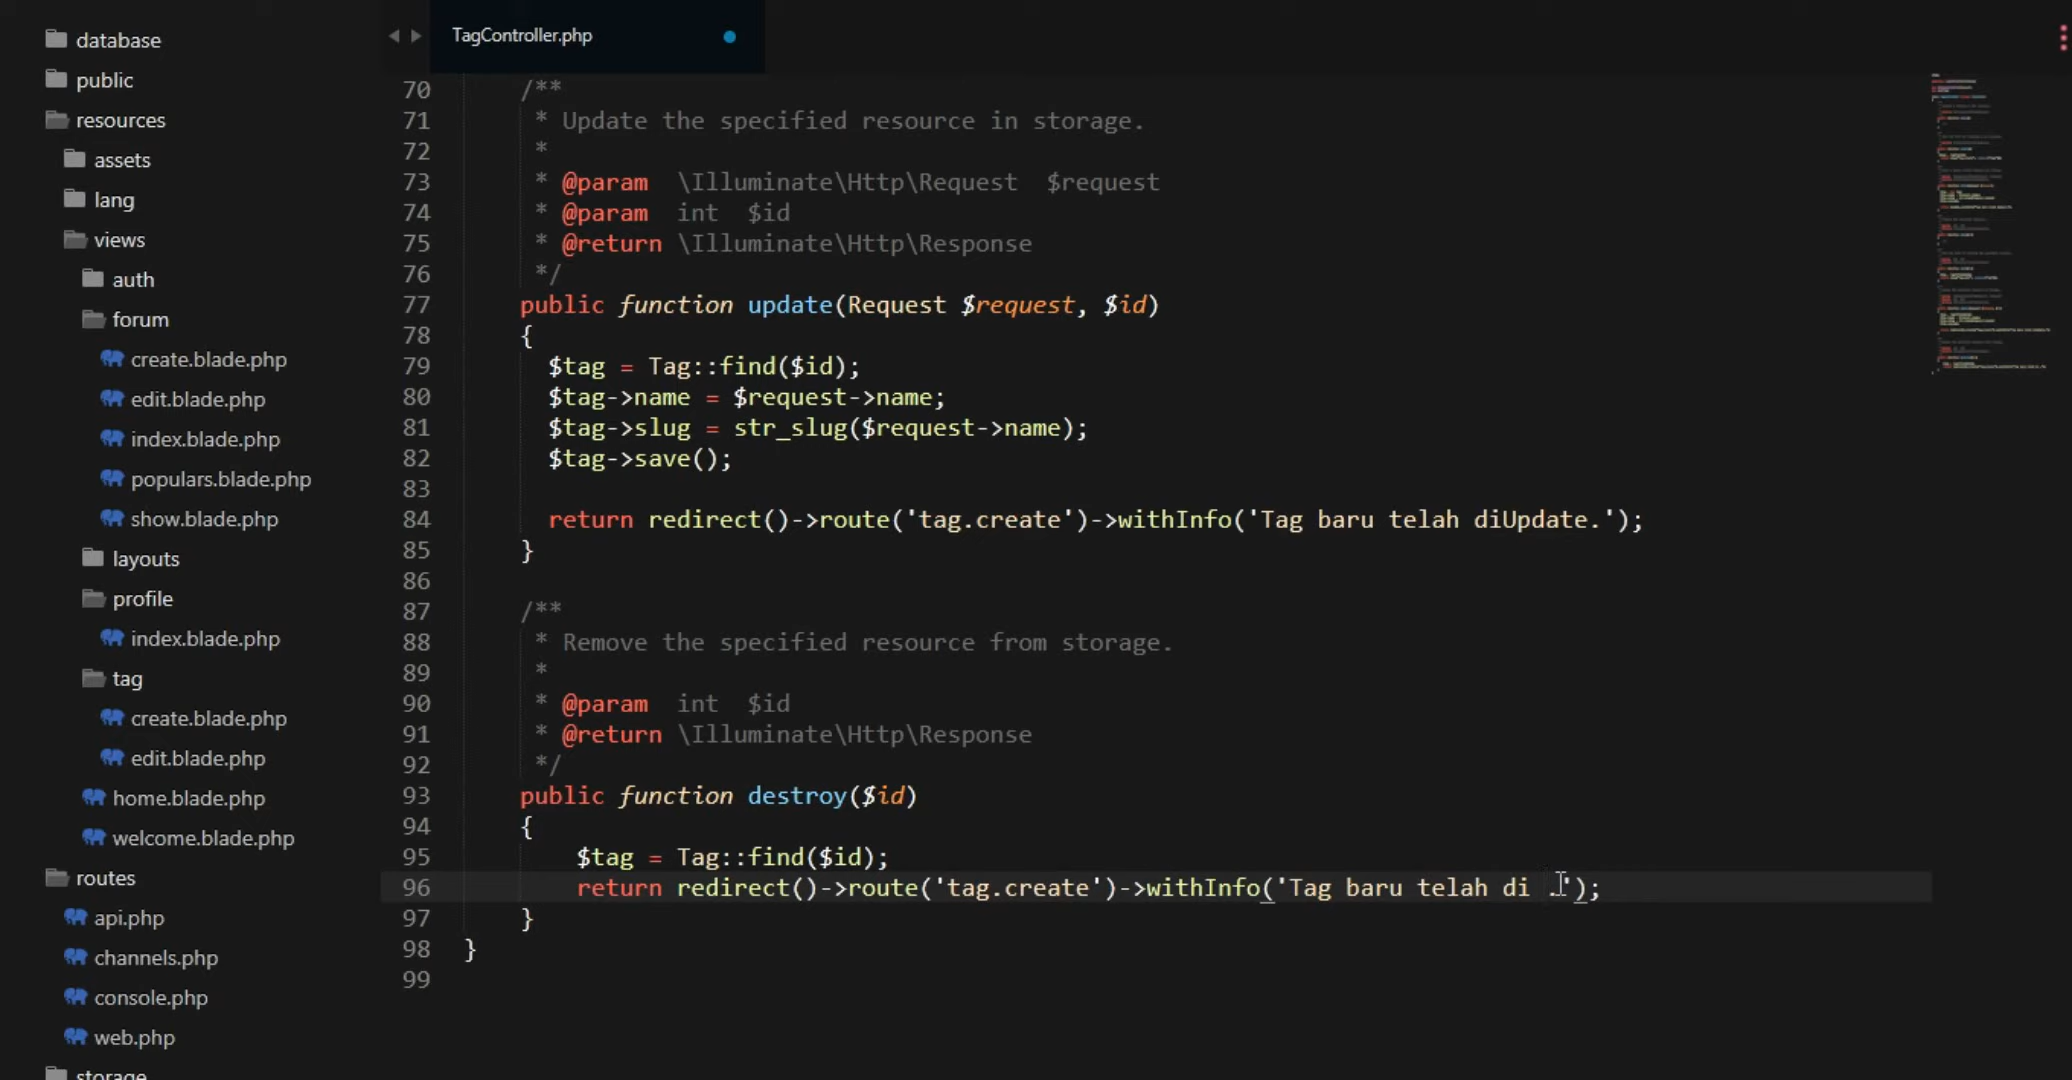 database
public
resources
assets
lang
views
auth
forum
create.blade.php
edit.blade.php
index.blade.php
populars.blade.php
show.blade.php
layouts
profile
index.blade.php
tag
create.blade.php
edit.blade.php
home.blade.php
welcome.blade.php
routes
api.php
channels.php
console.php
web.php
storage
TagController.php
70 /**
71 * Update the specified resource in storage.
72 *
73 * @param \Illuminate\Http\Request $request
74 * @param int $id
75 * @return \Illuminate\Http\Response
76 */
77 public function update(Request $request, $id)
78 {
79 $tag = Tag::find($id);
80 $tag->name = $request->name;
81 $tag->slug = str_slug($request->name);
82 $tag->save();
83
84 return redirect()->route('tag.create')->withInfo('Tag baru telah diUpdate.');
85 }
86
87 /**
88 * Remove the specified resource from storage.
89 *
90 * @param int $id
91 * @return \Illuminate\Http\Response
92 */
93 public function destroy($id)
94 {
95 $tag = Tag::find($id);
96 return redirect()->route('tag.create')->withInfo('Tag baru telah di .');
97 }
98 }
99